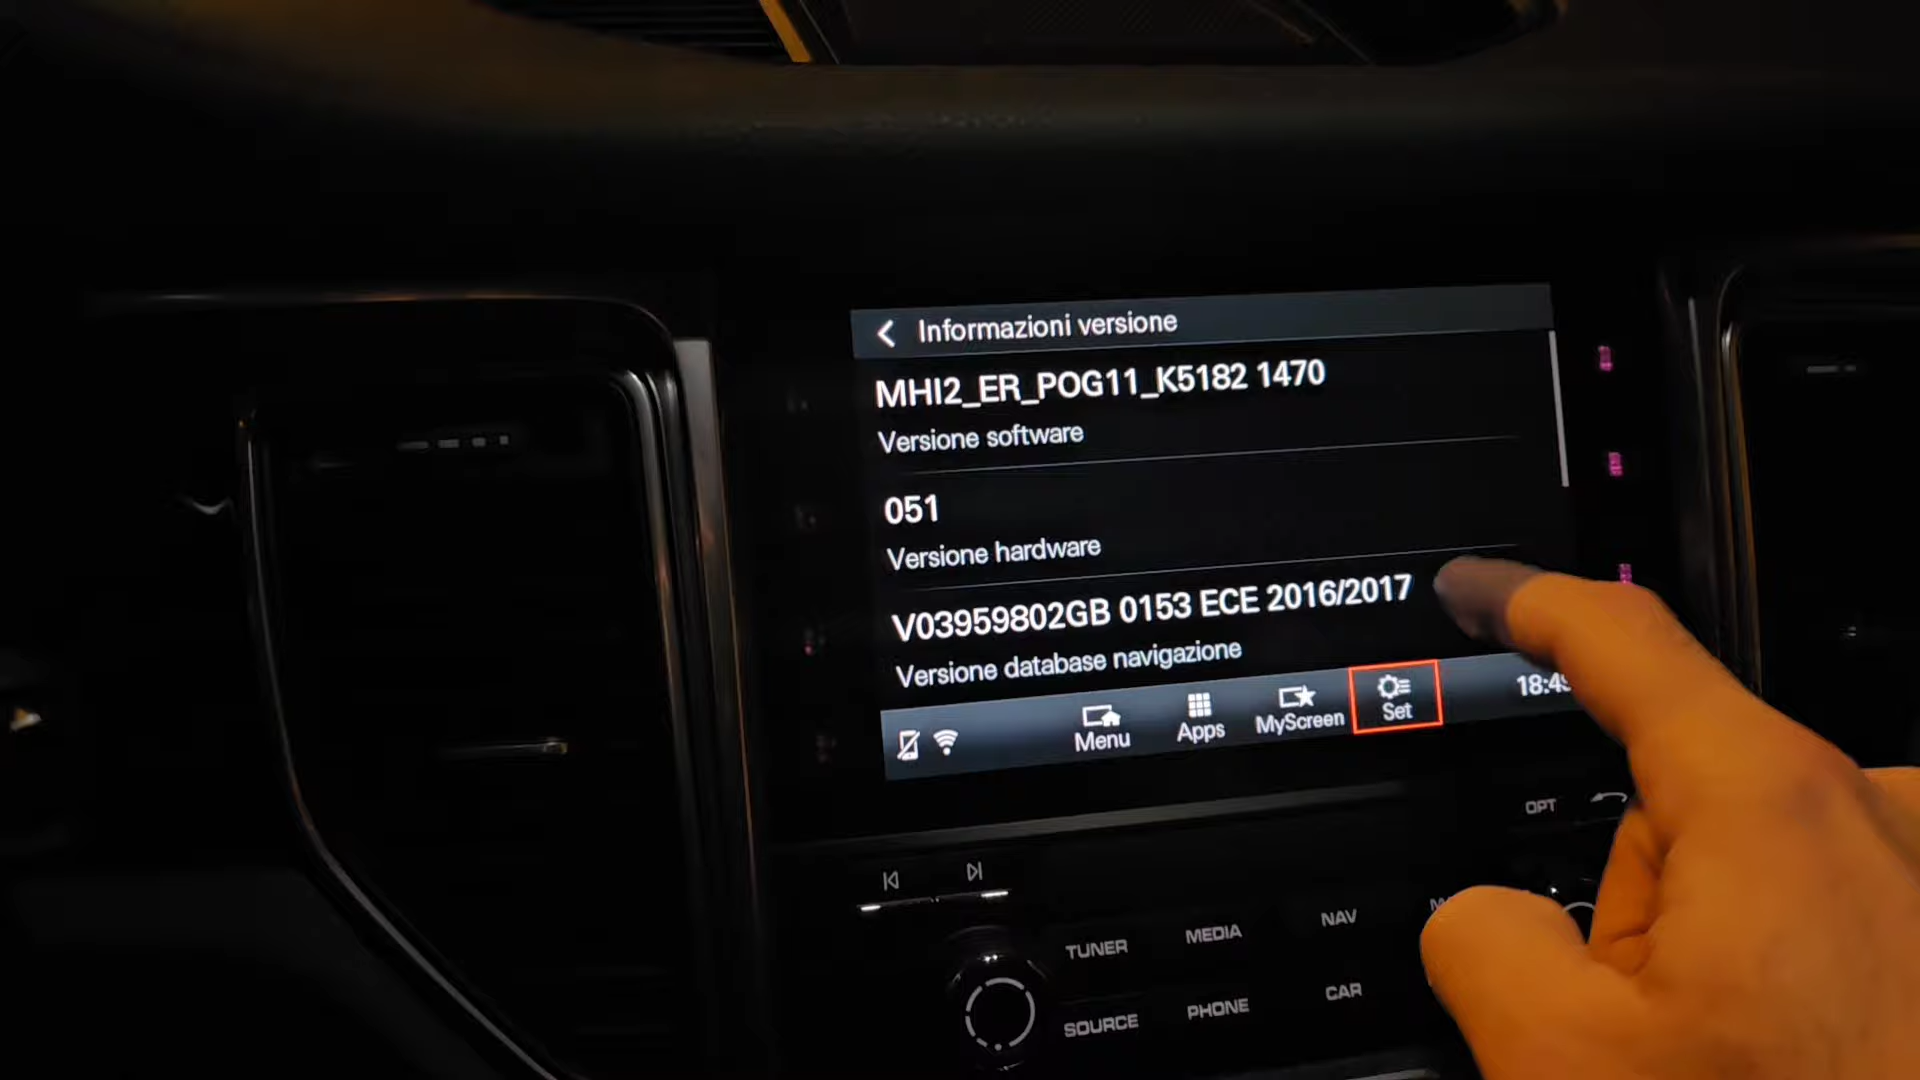 Informazioni versione
MHI2_ER_POG11_K5182 1470
Versione software
051
Versione hardware
V03959802GB 0153 ECE 2016/2017
Versione database navigazione
Menu
Apps
MyScreen
Set
OPT
TUNER
MEDIA
NAV
SOURCE
PHONE
CAR